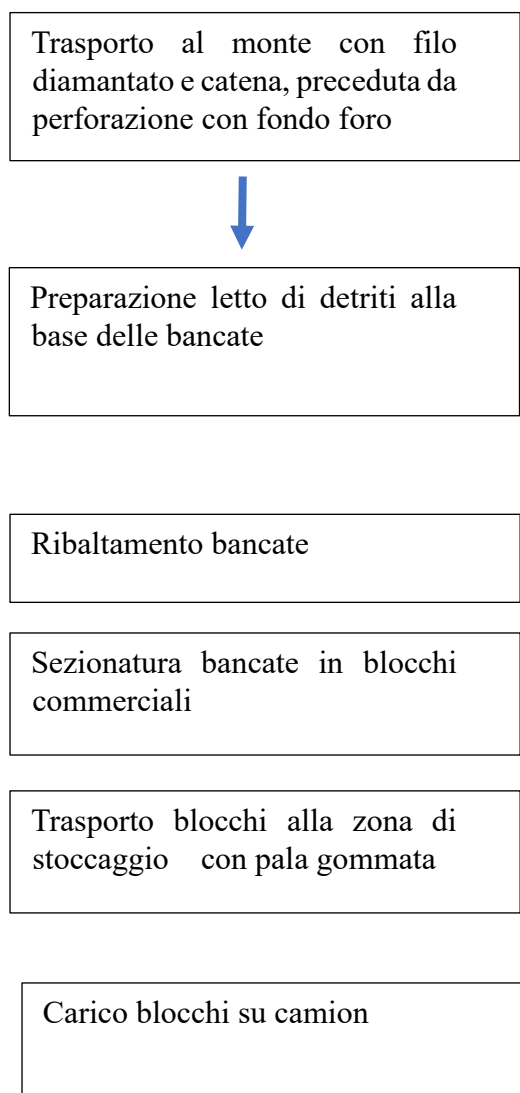 Trasporto al monte con filo
diamantato e catena, preceduta da
perforazione con fondo foro
Preparazione letto di detriti alla
base delle bancate
Ribaltamento bancate
Sezionatura bancate in blocchi
commerciali
Trasporto blocchi alla zona di
stoccaggio con pala gommata
Carico blocchi su camion